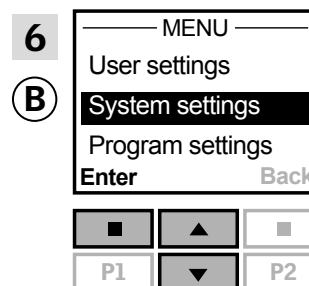 6
B
MENU
User settings
System settings
Program settings
Enter Back
P1 P2